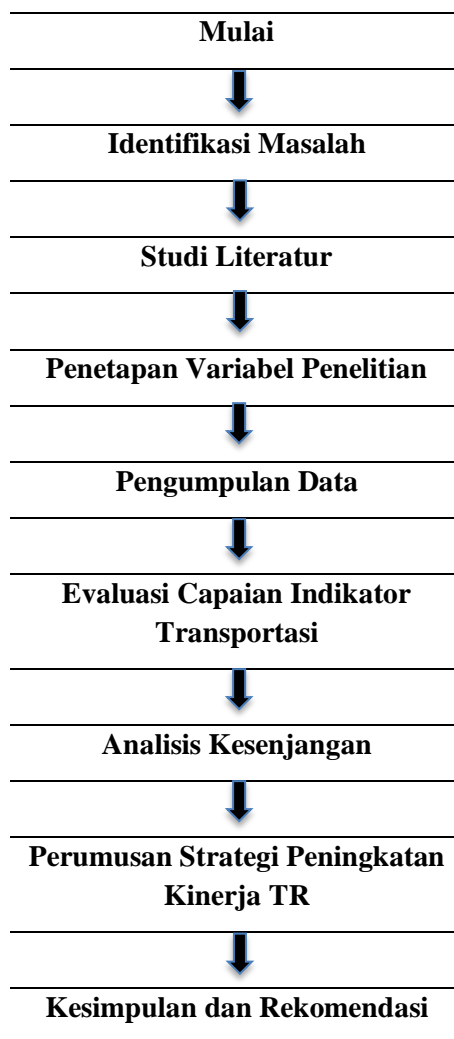 Mulai
Identifikasi Masalah
Studi Literatur
Penetapan Variabel Penelitian
Pengumpulan Data
Evaluasi Capaian Indikator
Transportasi
Analisis Kesenjangan
Perumusan Strategi Peningkatan
Kinerja TR
Kesimpulan dan Rekomendasi